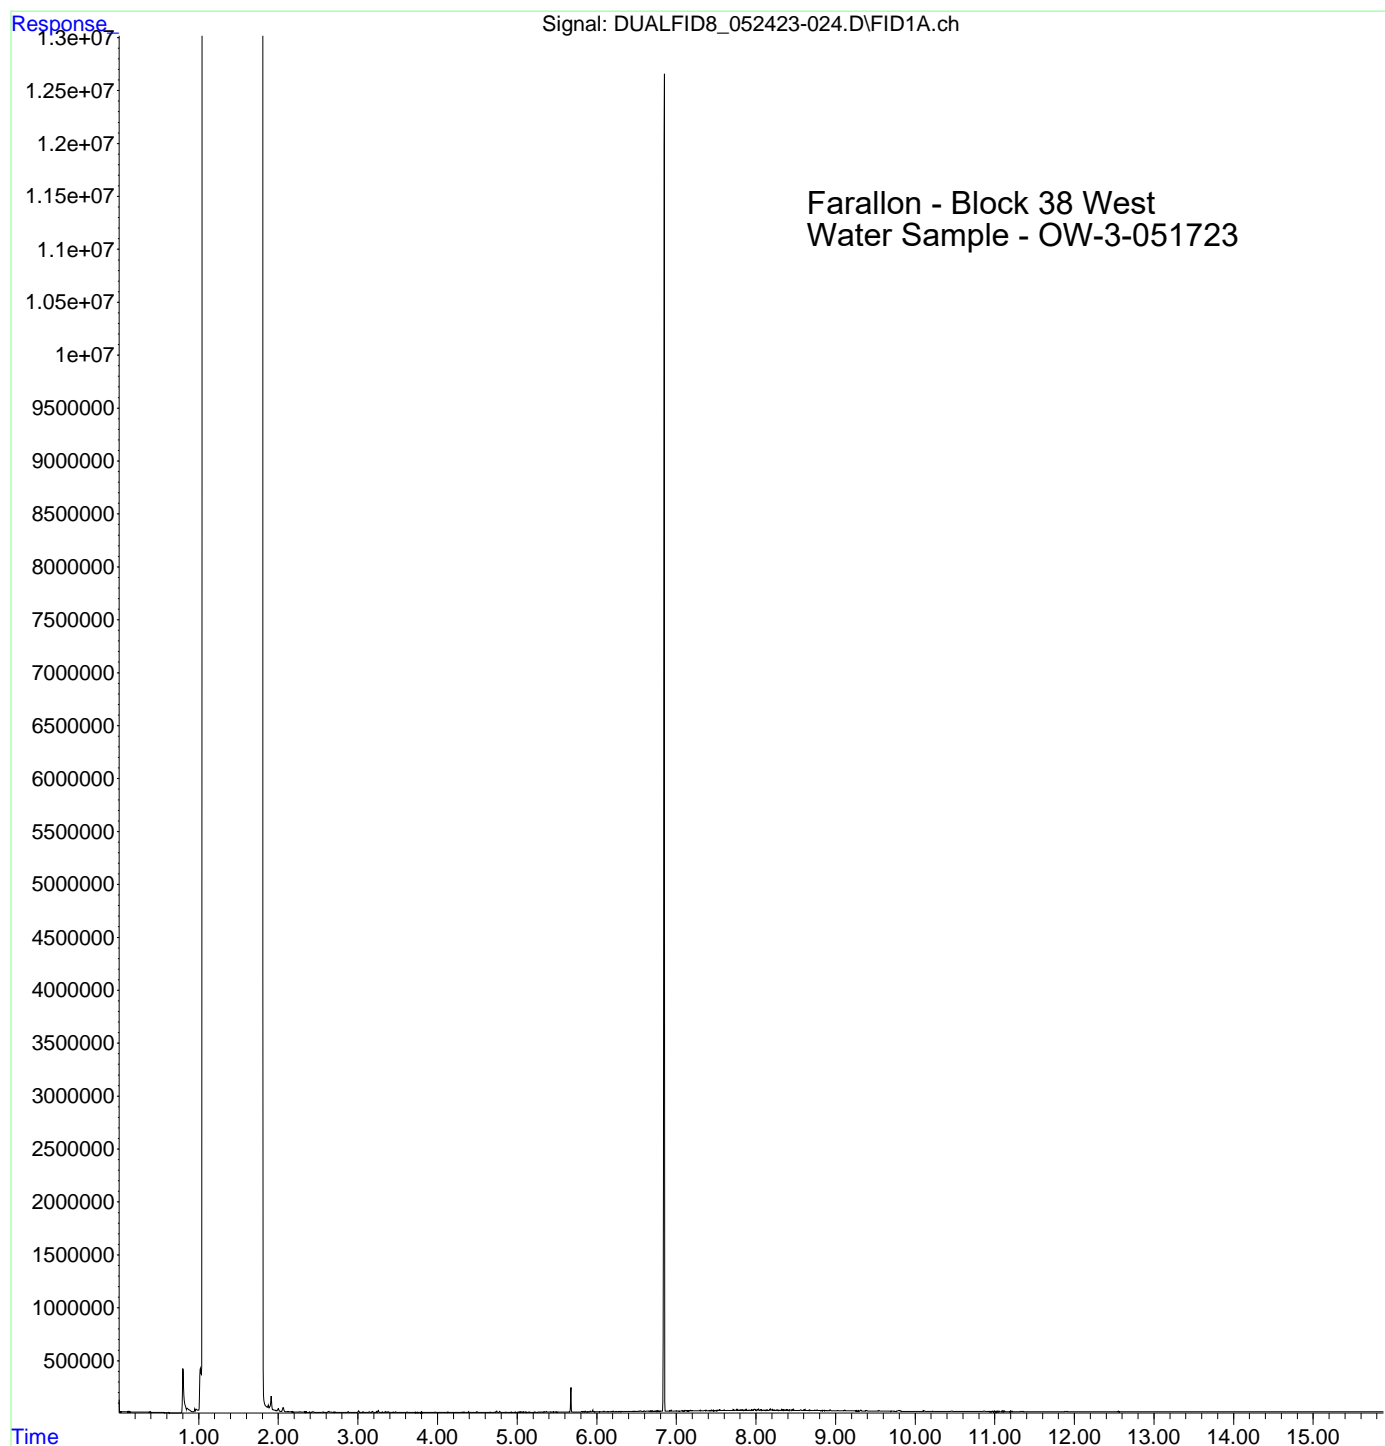 Response_
Signal: DUALFID8_052423-024.D\FID1A.ch
1.3e+07
1.25e+07
1.2e+07
1.15e+07
1.1e+07
1.05e+07
1e+07
9500000
9000000
8500000
8000000
7500000
7000000
6500000
6000000
5500000
5000000
4500000
4000000
3500000
3000000
2500000
2000000
1500000
1000000
500000
Farallon - Block 38 West
Water Sample - OW-3-051723
Time
1.00 2.00 3.00 4.00 5.00 6.00 7.00 8.00 9.00 10.00 11.00 12.00 13.00 14.00 15.00